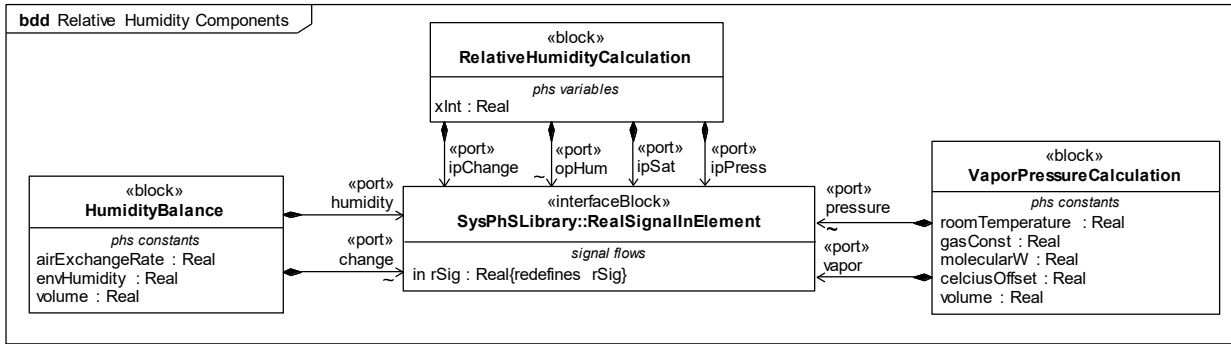 bdd Relative Humidity Components
«block»
RelativeHumidityCalculation
phs variables
xInt : Real
«port»
ipChange
«port»
opHum
~
«port»
ipSat
«port»
ipPress
«block»
HumidityBalance
phs constants
airExchangeRate : Real
envHumidity : Real
volume : Real
«port»
humidity
«port»
change
~
«interfaceBlock»
SysPhSLibrary::RealSignalInElement
signal flows
in rSig : Real{redefines rSig}
«port»
pressure
~
«port»
vapor
«block»
VaporPressureCalculation
phs constants
roomTemperature : Real
gasConst : Real
molecularW : Real
celciusOffset : Real
volume : Real